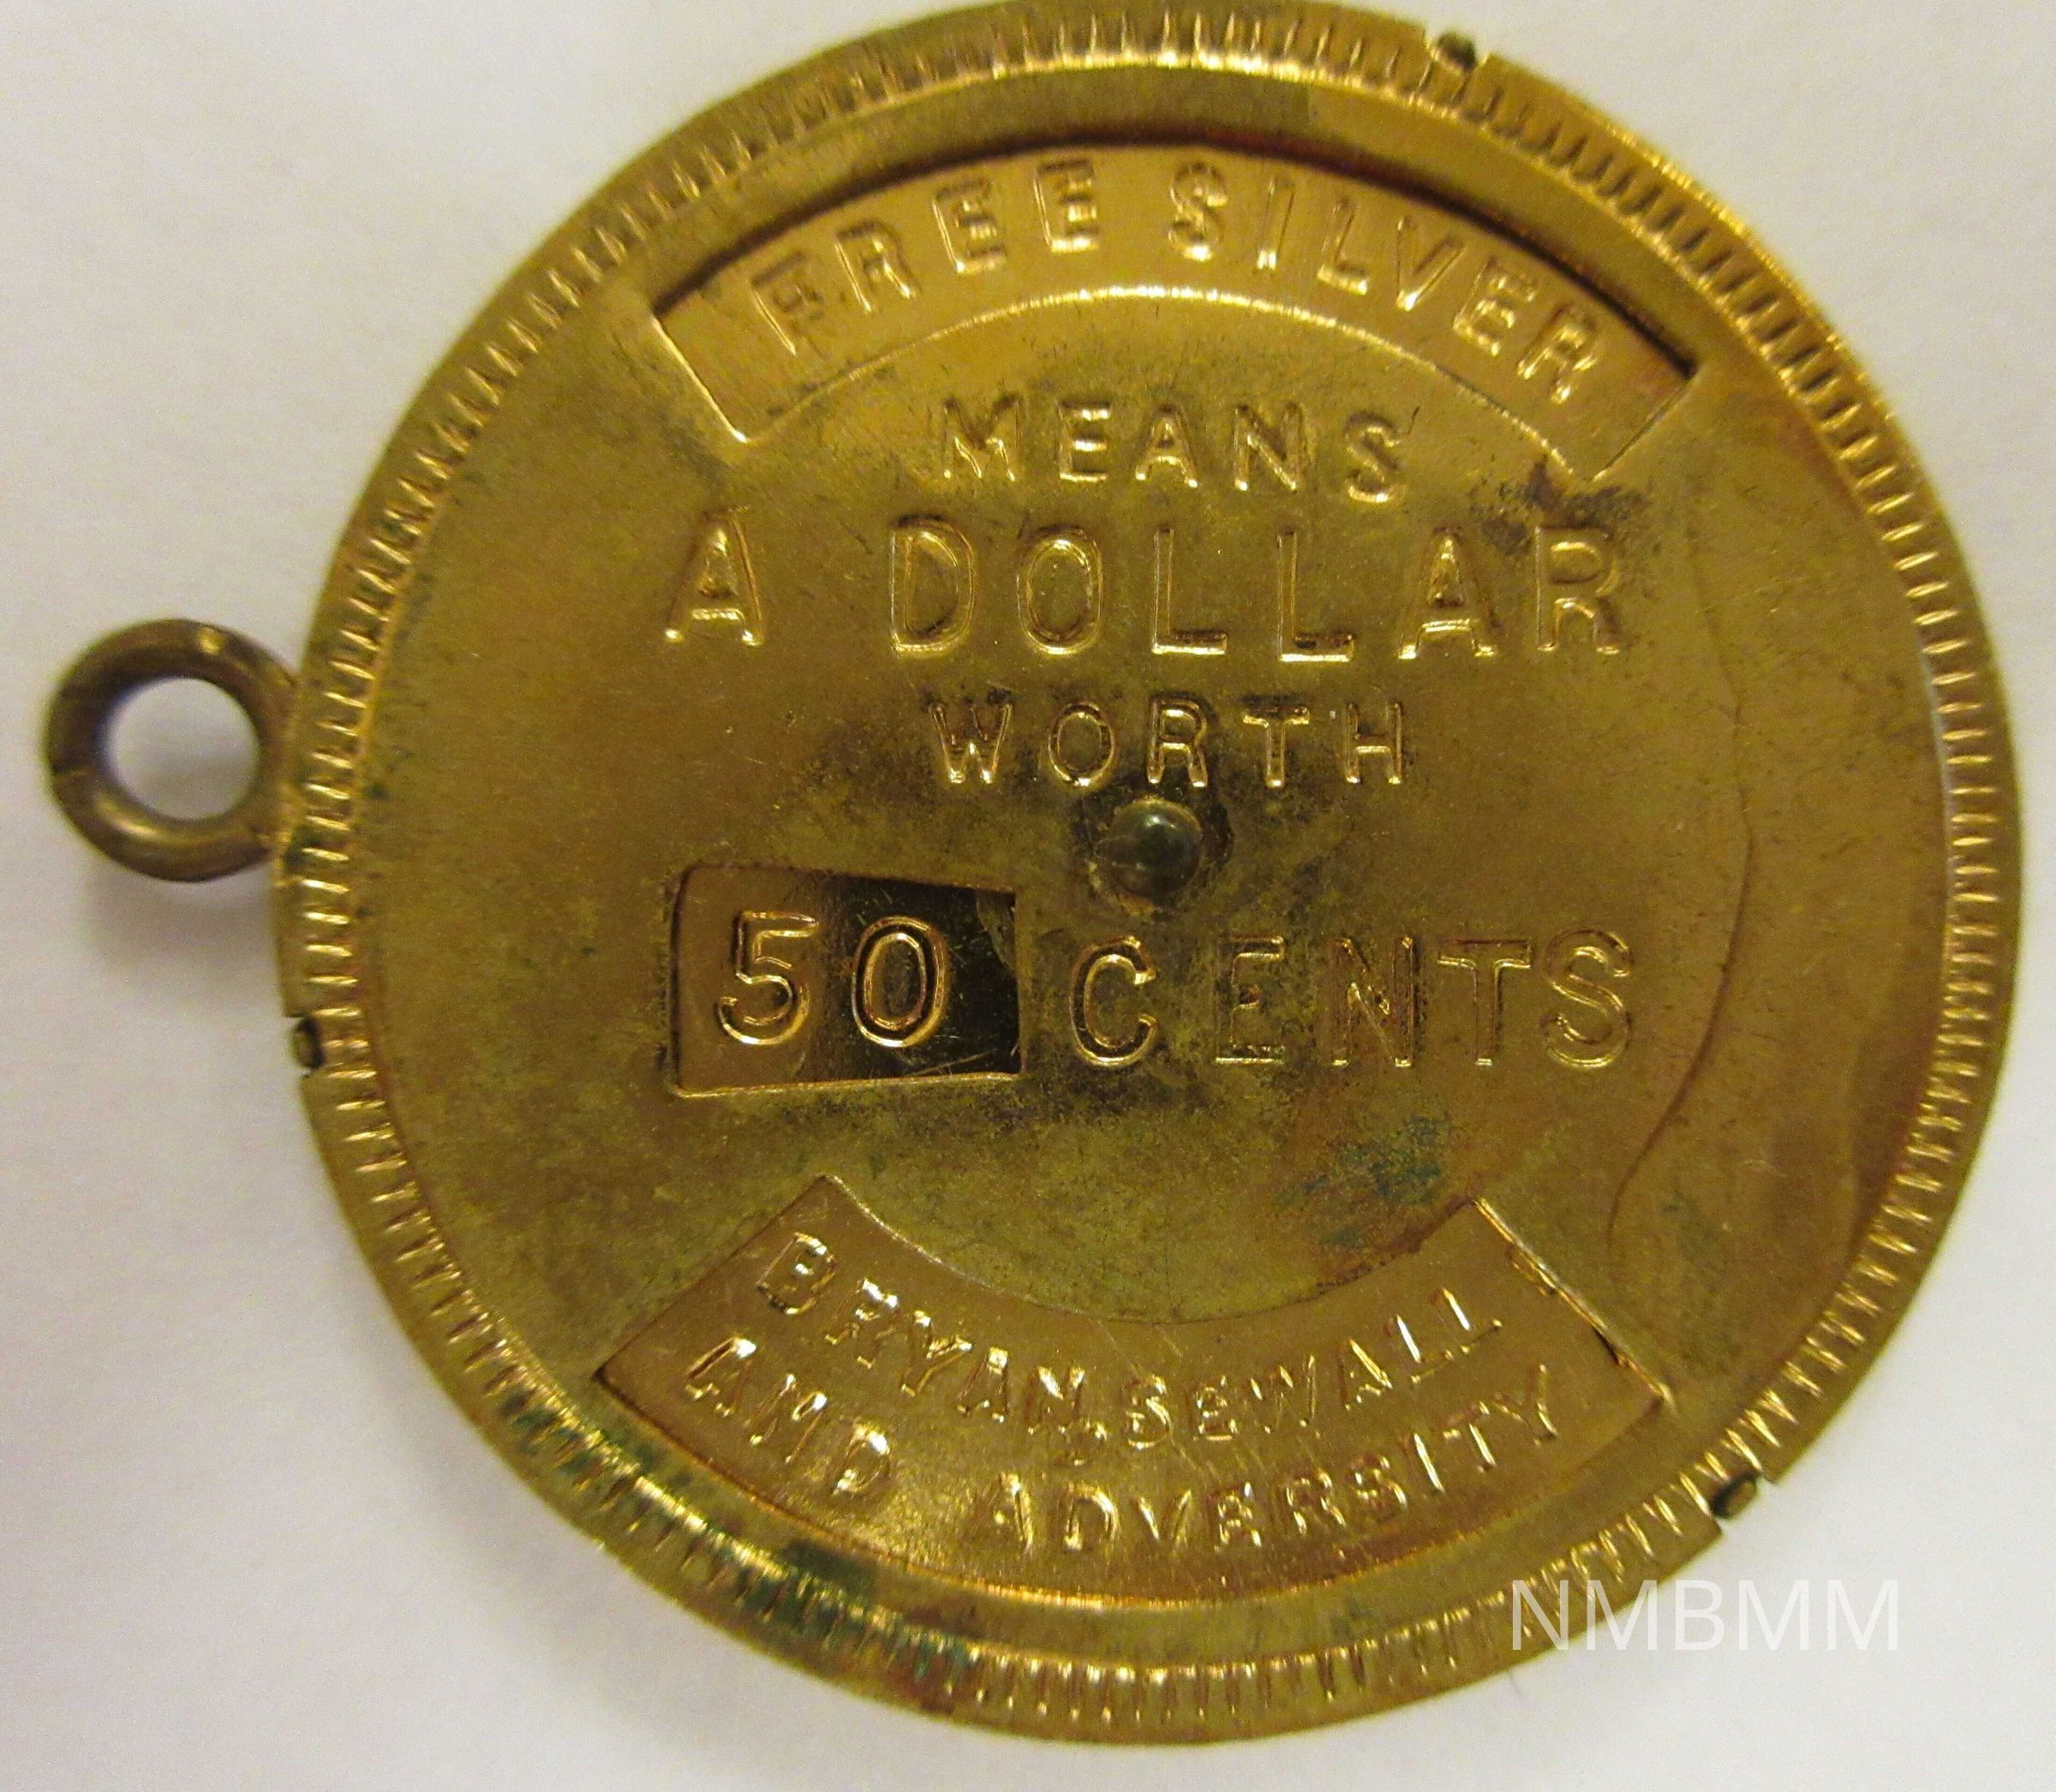 FREE SILVER
MEANS
A DOLLAR
WORTH
50 CENTS
BRYAN, SEWALL
AND ADVERSITY
NMBMM